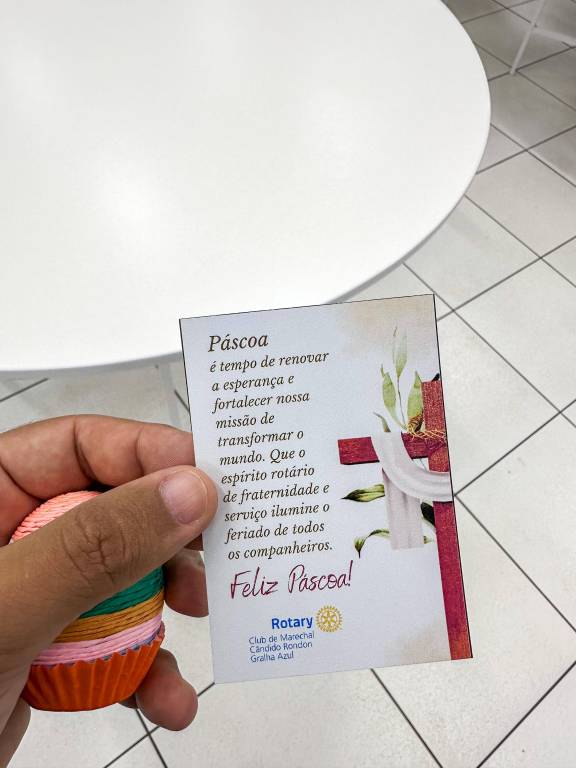 Páscoa
é tempo de renovar
a esperança e
fortalecer nossa
missão de
transformar o
mundo. Que o
espírito rotário
de fraternidade e
serviço ilumine o
feriado de todos
os companheiros.
Feliz Páscoa!
Rotary
Club de Marechal
Cândido Rondon
Gralha Azul